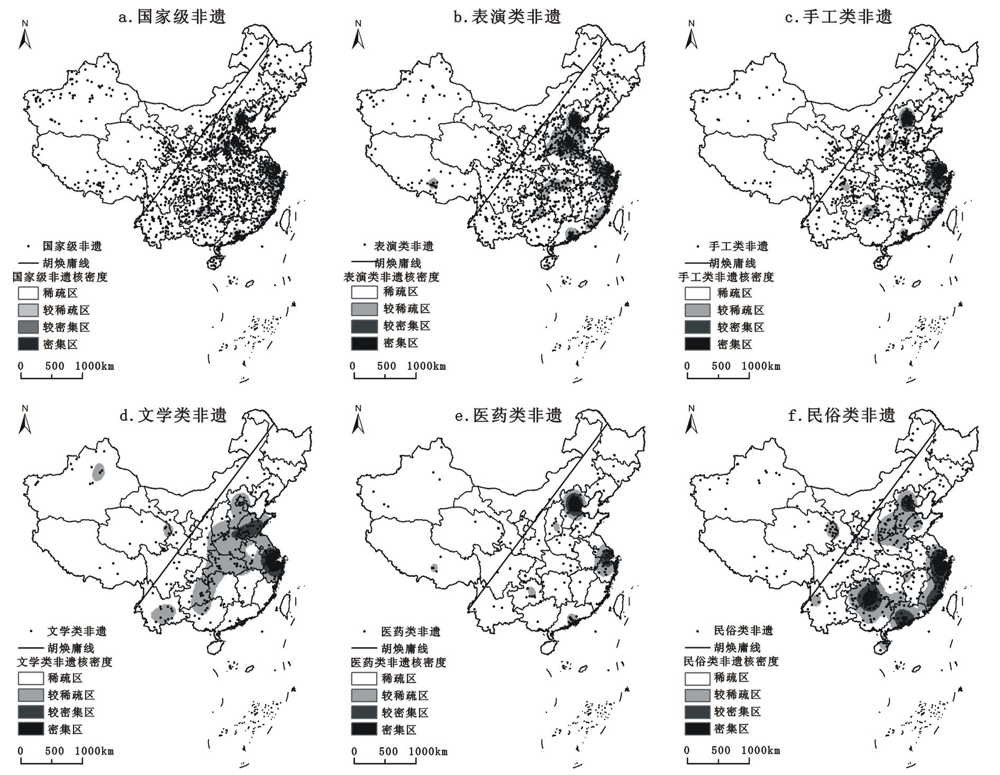 a.国家级非遗
N
国家级非遗
胡焕庸线
国家级非遗核密度
稀疏区
较稀疏区
较密集区
密集区
0 500 1000km
b.表演类非遗
N
表演类非遗
胡焕庸线
表演类非遗核密度
稀疏区
较稀疏区
较密集区
密集区
0 500 1000km
c.手工类非遗
N
手工类非遗
胡焕庸线
手工类非遗核密度
稀疏区
较稀疏区
较密集区
密集区
0 500 1000km
d.文学类非遗
N
文学类非遗
胡焕庸线
文学类非遗核密度
稀疏区
较稀疏区
较密集区
密集区
0 500 1000km
e.医药类非遗
N
医药类非遗
胡焕庸线
医药类非遗核密度
稀疏区
较稀疏区
较密集区
密集区
0 500 1000km
f.民俗类非遗
N
民俗类非遗
胡焕庸线
民俗类非遗核密度
稀疏区
较稀疏区
较密集区
密集区
0 500 1000km